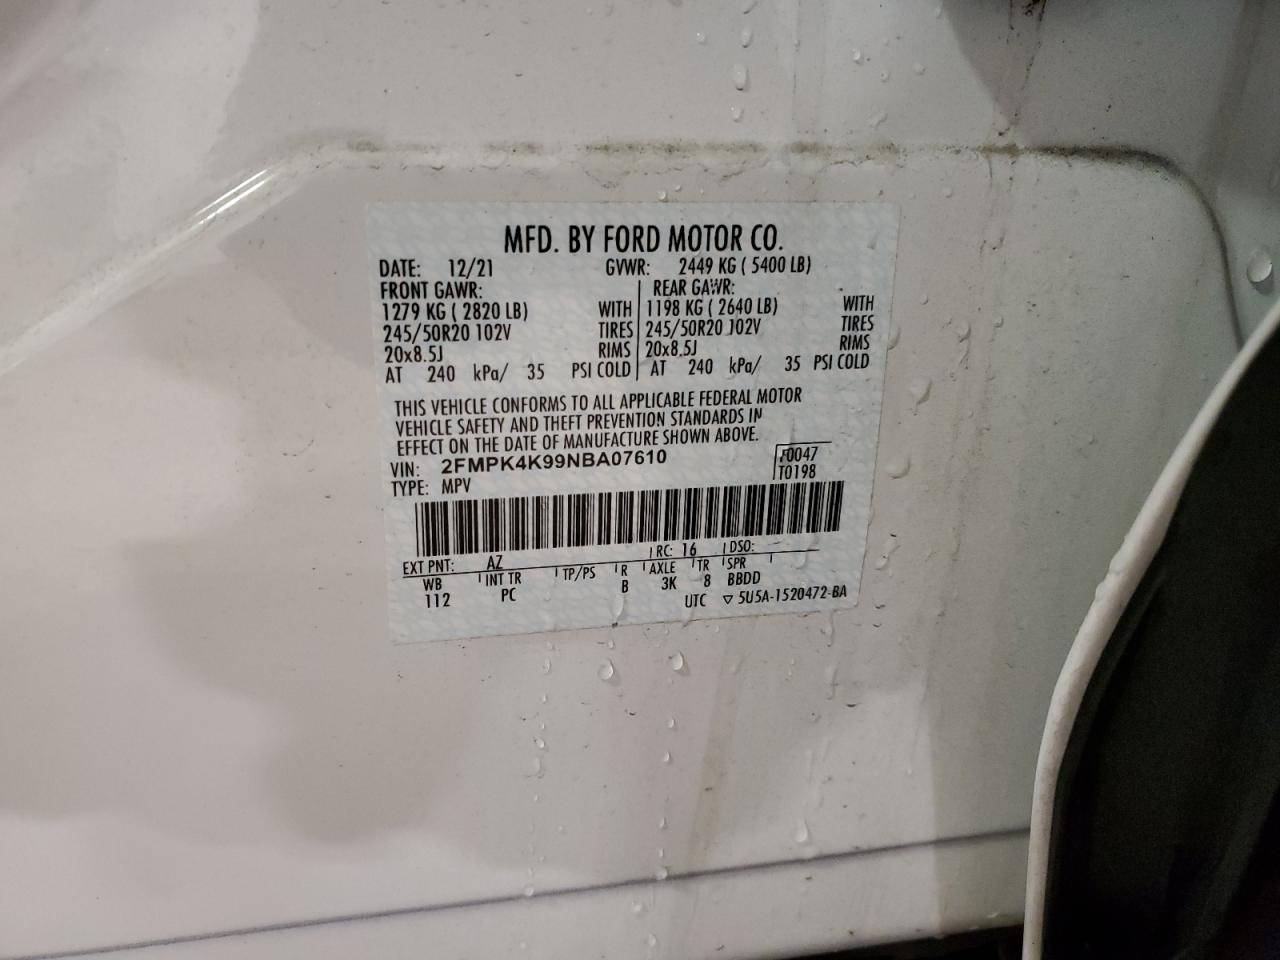 MFD. BY FORD MOTOR CO.
DATE: 12/21 GVWR: 2449 KG ( 5400 LB)
FRONT GAWR: REAR GAWR:
1279 KG ( 2820 LB) WITH 1198 KG ( 2640 LB) WITH
245/50R20 102V TIRES 245/50R20 102V TIRES
20x8.5J RIMS 20x8.5J RIMS
AT 240 kPa/ 35 PSI COLD AT 240 kPa/ 35 PSI COLD
THIS VEHICLE CONFORMS TO ALL APPLICABLE FEDERAL MOTOR
VEHICLE SAFETY AND THEFT PREVENTION STANDARDS IN
EFFECT ON THE DATE OF MANUFACTURE SHOWN ABOVE.
VIN: 2FMPK4K99NBA07610 F0047
TYPE: MPV T0198
EXT PNT: AZ RC: 16 DSO:
WB INT TR TP/PS R AXLE TR SPR
112 PC B 3K 8 BBDD
UTC ▽ 5U5A-1520472-BA